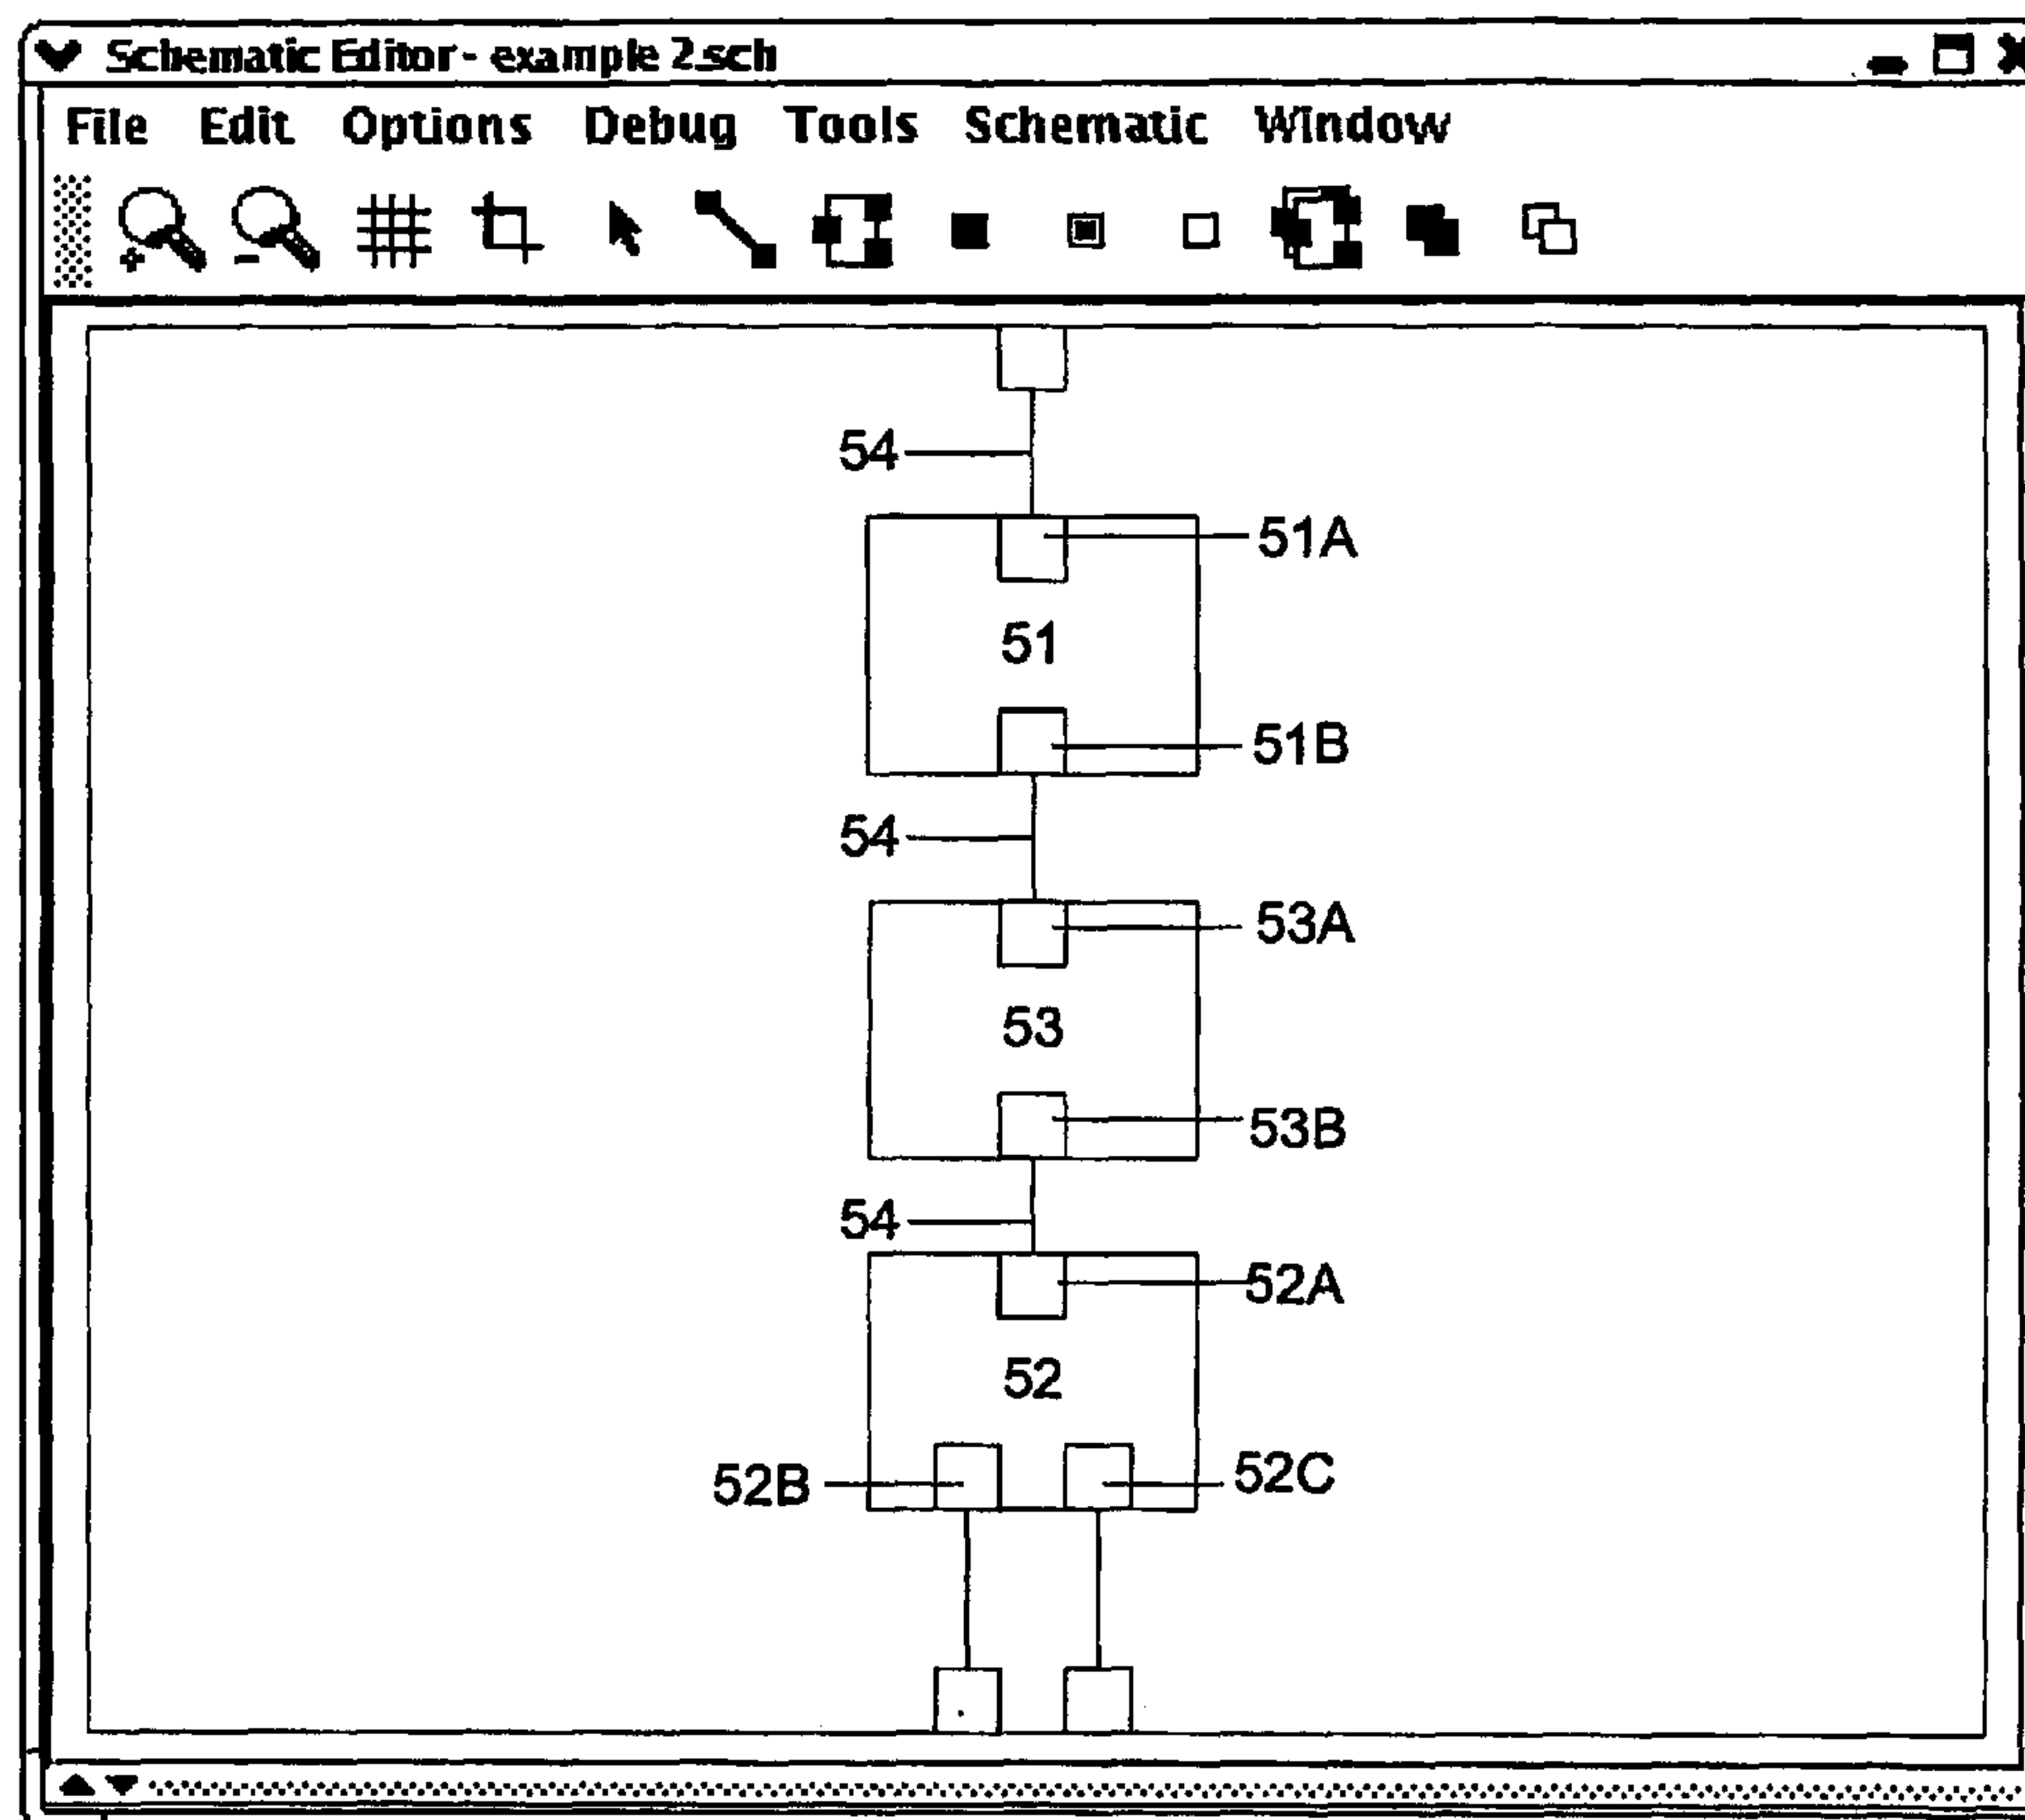 Schematic Editor - example 2.sch
File Edit Options Debug Tools Schematic Window
54
51A
51
51B
54
53A
53
53B
54
52A
52
52B
52C